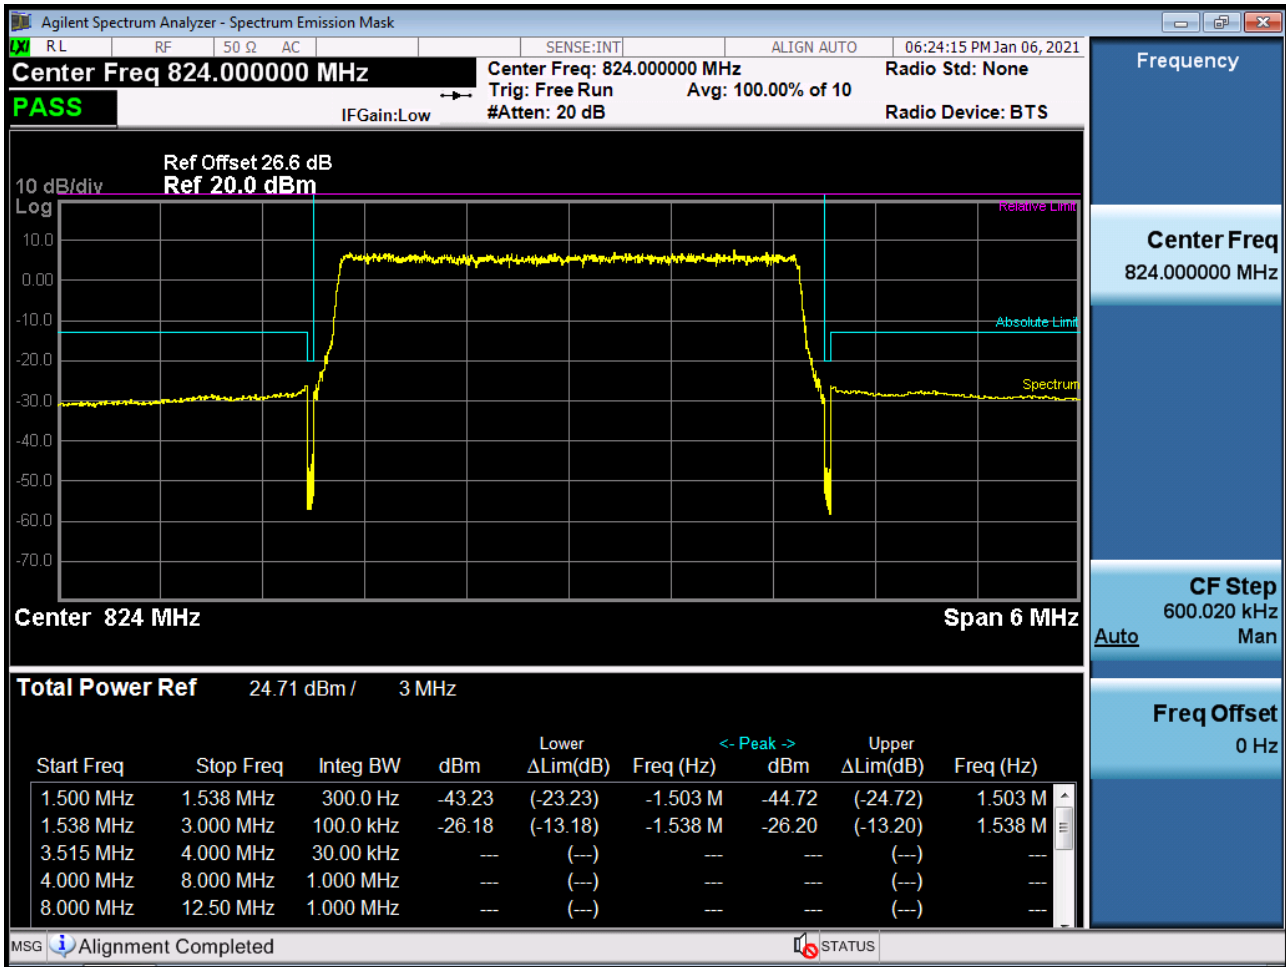 Agilent Spectrum Analyzer - Spectrum Emission Mask
LXI RL RF 50 Ω AC SENSE:INT ALIGN AUTO 06:24:15 PM Jan 06, 2021
Center Freq 824.000000 MHz
Center Freq: 824.000000 MHz Radio Std: None
Trig: Free Run Avg: 100.00% of 10
PASS IFGain:Low #Atten: 20 dB Radio Device: BTS
Ref Offset 26.6 dB
10 dB/div Ref 20.0 dBm
Log
Relative Limit
10.0
0.00
-10.0
Absolute Limit
-20.0
Spectrum
-30.0
-40.0
-50.0
-60.0
-70.0
Center 824 MHz Span 6 MHz
Total Power Ref 24.71 dBm / 3 MHz
Lower <- Peak -> Upper
Start Freq Stop Freq Integ BW dBm ΔLim(dB) Freq (Hz) dBm ΔLim(dB) Freq (Hz)
1.500 MHz 1.538 MHz 300.0 Hz -43.23 (-23.23) -1.503 M -44.72 (-24.72) 1.503 M
1.538 MHz 3.000 MHz 100.0 kHz -26.18 (-13.18) -1.538 M -26.20 (-13.20) 1.538 M
3.515 MHz 4.000 MHz 30.00 kHz --- (---) --- --- (---) ---
4.000 MHz 8.000 MHz 1.000 MHz --- (---) --- --- (---) ---
8.000 MHz 12.50 MHz 1.000 MHz --- (---) --- --- (---) ---
MSG Alignment Completed STATUS
Frequency
Center Freq
824.000000 MHz
CF Step
600.020 kHz
Auto Man
Freq Offset
0 Hz